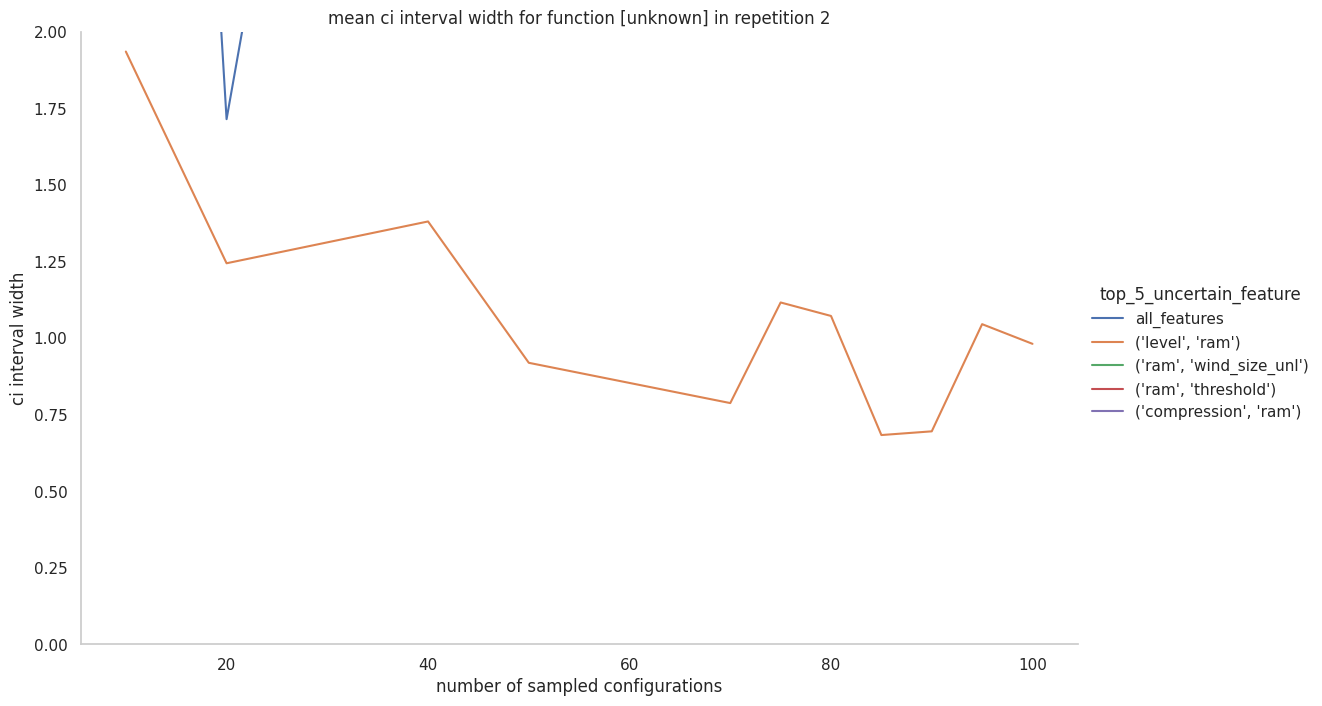 mean ci interval width for function [unknown] in repetition 2
2.00
1.75
1.50
1.25
1.00
0.75
0.50
0.25
0.00
ci interval width
20
40
60
80
100
number of sampled configurations
top_5_uncertain_feature
all_features
('level', 'ram')
('ram', 'wind_size_unl')
('ram', 'threshold')
('compression', 'ram')